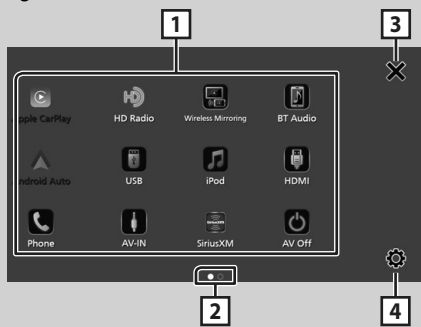 1
3
Apple CarPlay
HD Radio
Wireless Mirroring
BT Audio
Android Auto
USB
iPod
HDMI
Phone
AV-IN
SiriusXM
AV Off
2
4